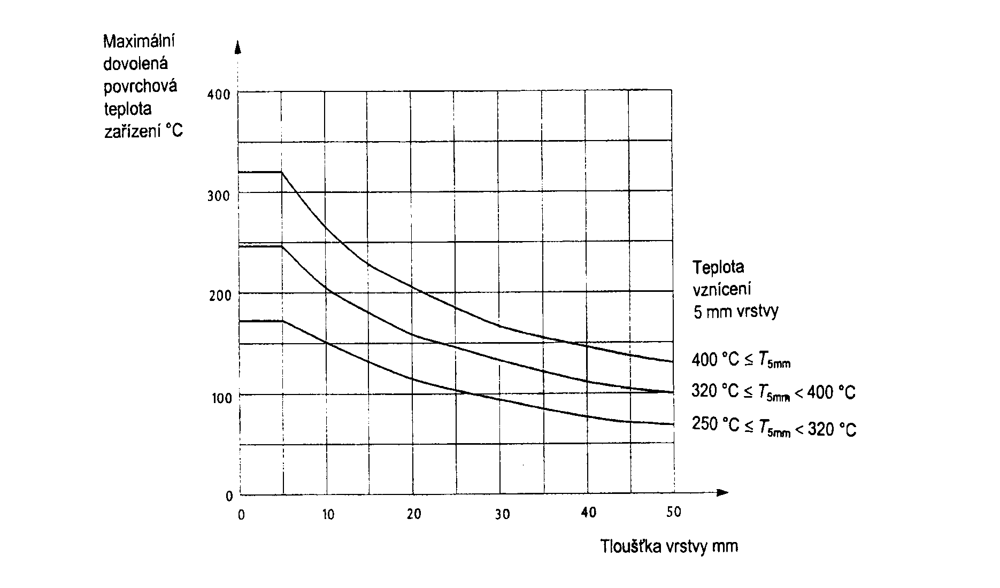 Maximální
dovolená
povrchová
teplota
zařízení °C
400
300
200
100
0
0
10
20
30
40
50
Tloušťka vrstvy mm
Teplota
vznícení
5 mm vrstvy
400 °C ≤ T5mm
320 °C ≤ T5mm < 400 °C
250 °C ≤ T5mm < 320 °C